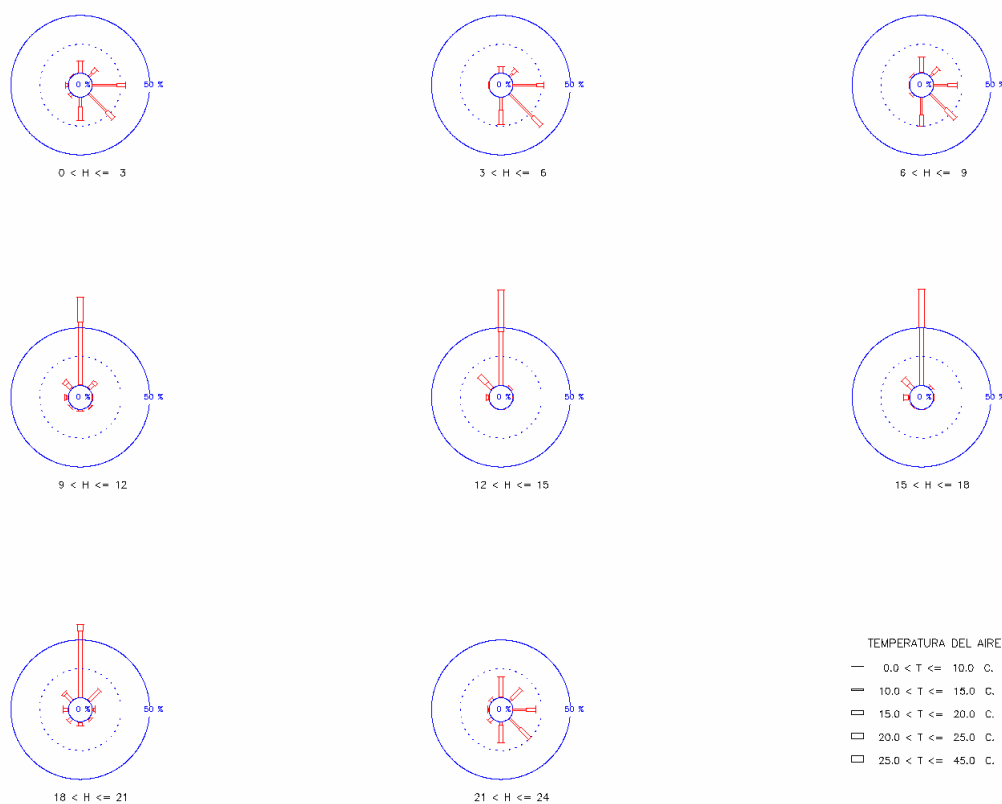 0 % 50 %
0 % 50 %
0 % 50 %
0 < H <= 3
3 < H <= 6
6 < H <= 9
0 % 50 %
0 % 50 %
0 % 50 %
9 < H <= 12
12 < H <= 15
15 < H <= 18
0 % 50 %
0 % 50 %
18 < H <= 21
21 < H <= 24
TEMPERATURA DEL AIRE
0.0 < T <= 10.0 C.
10.0 < T <= 15.0 C.
15.0 < T <= 20.0 C.
20.0 < T <= 25.0 C.
25.0 < T <= 45.0 C.